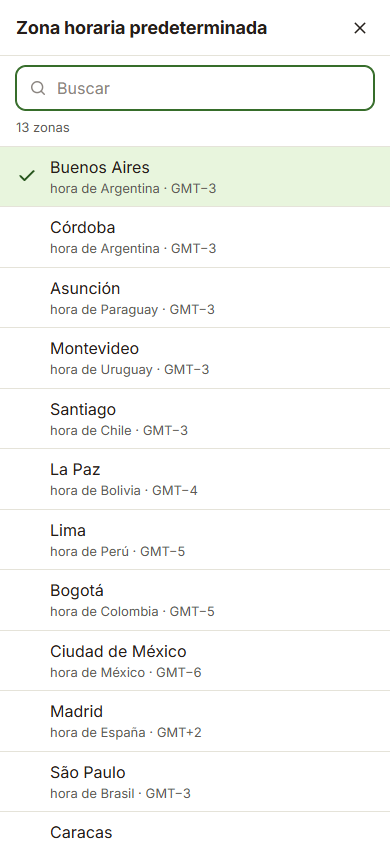 Zona horaria predeterminada
Buscar
13 zonas
Buenos Aires
hora de Argentina · GMT−3
Córdoba
hora de Argentina · GMT−3
Asunción
hora de Paraguay · GMT−3
Montevideo
hora de Uruguay · GMT−3
Santiago
hora de Chile · GMT−3
La Paz
hora de Bolivia · GMT−4
Lima
hora de Perú · GMT−5
Bogotá
hora de Colombia · GMT−5
Ciudad de México
hora de México · GMT−6
Madrid
hora de España · GMT+2
São Paulo
hora de Brasil · GMT−3
Caracas